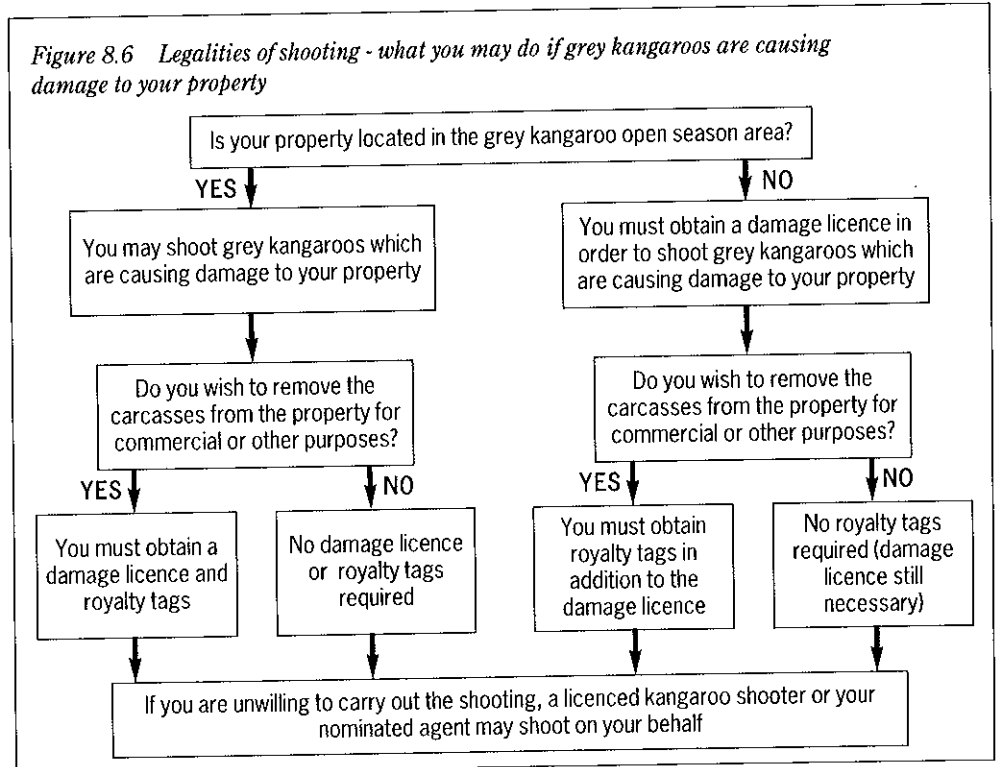 Figure 8.6 Legalities of shooting - what you may do if grey kangaroos are causing
damage to your property
Is your property located in the grey kangaroo open season area?
YES
NO
You may shoot grey kangaroos which
are causing damage to your property
You must obtain a damage licence in
order to shoot grey kangaroos which
are causing damage to your property
Do you wish to remove the
carcasses from the property for
commercial or other purposes?
Do you wish to remove the
carcasses from the property for
commercial or other purposes?
YES
NO
YES
NO
You must obtain a
damage licence and
royalty tags
No damage licence
or royalty tags
required
You must obtain
royalty tags in
addition to the
damage licence
No royalty tags
required (damage
licence still
necessary)
If you are unwilling to carry out the shooting, a licenced kangaroo shooter or your
nominated agent may shoot on your behalf